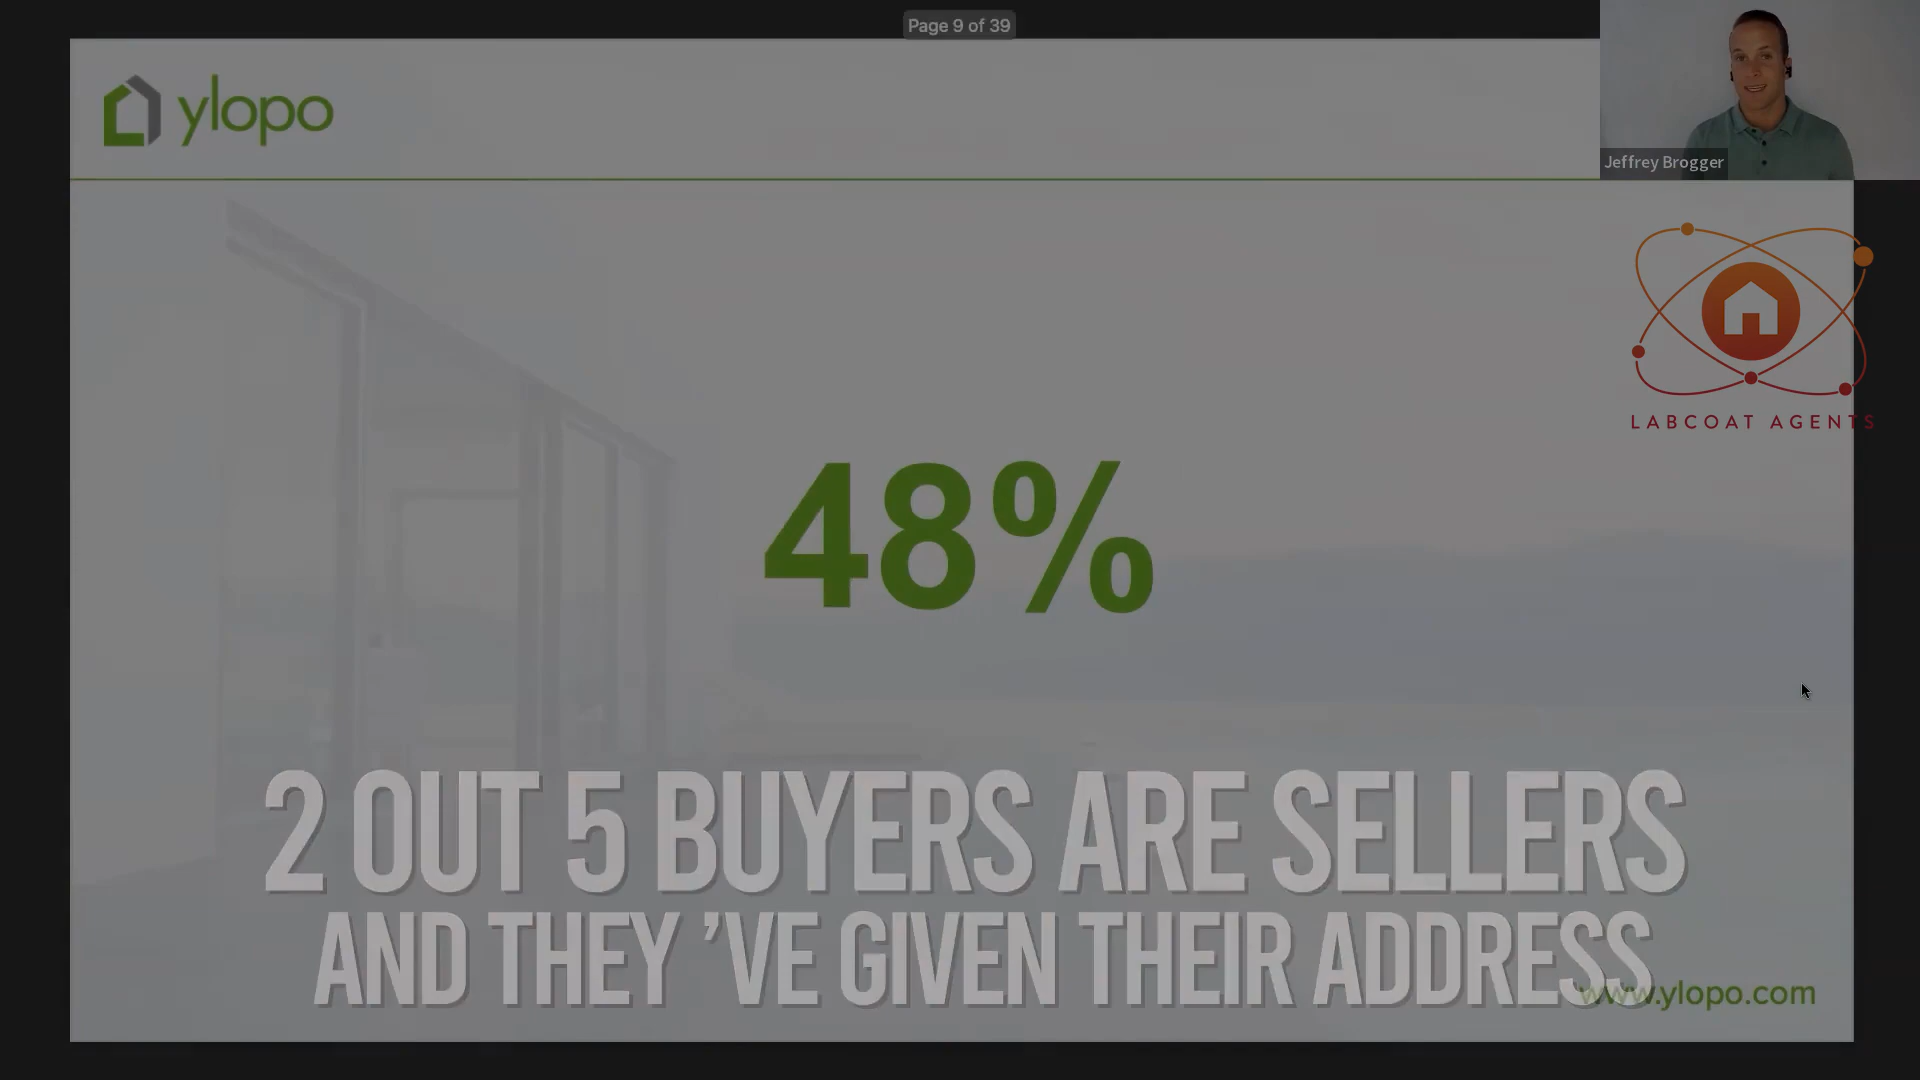 Page 9 of 39
ylopo
Jeffrey Brogger
LABCOAT AGENTS
48%
2 OUT 5 BUYERS ARE SELLERS
AND THEY 'VE GIVEN THEIR ADDRESS
www.ylopo.com